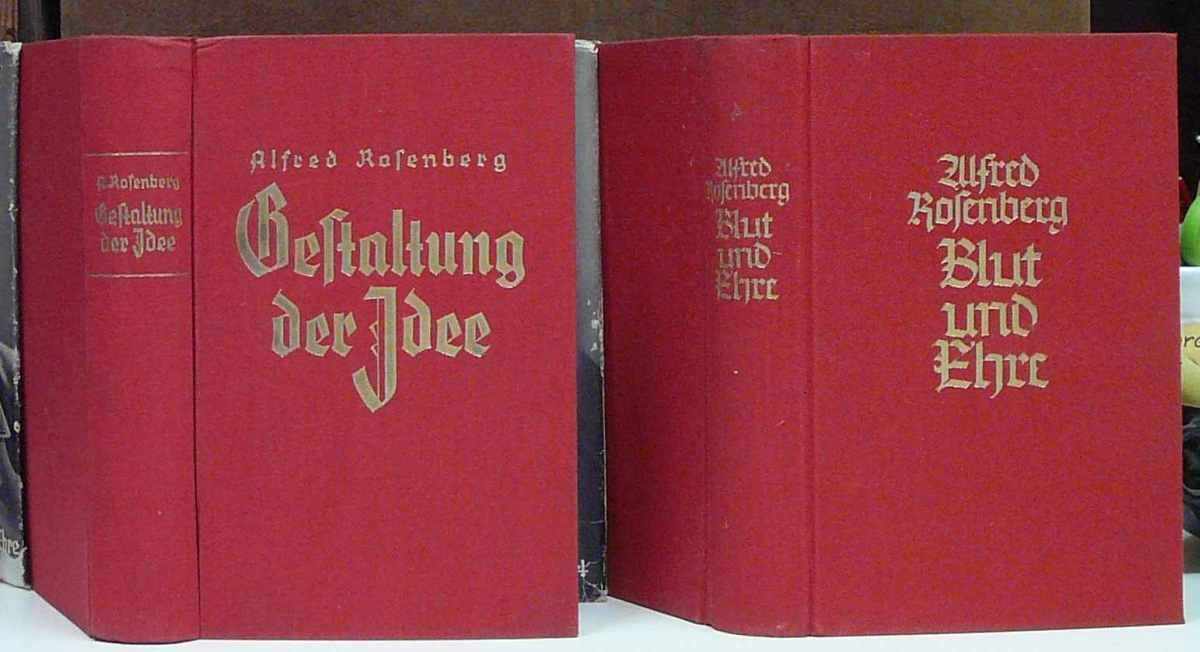 A. Rosenberg
Gestaltung
der Idee
Alfred Rosenberg
Gestaltung
der Idee
Alfred
Rosenberg
Blut
und
Ehre
Alfred
Rosenberg
Blut
und
Ehre